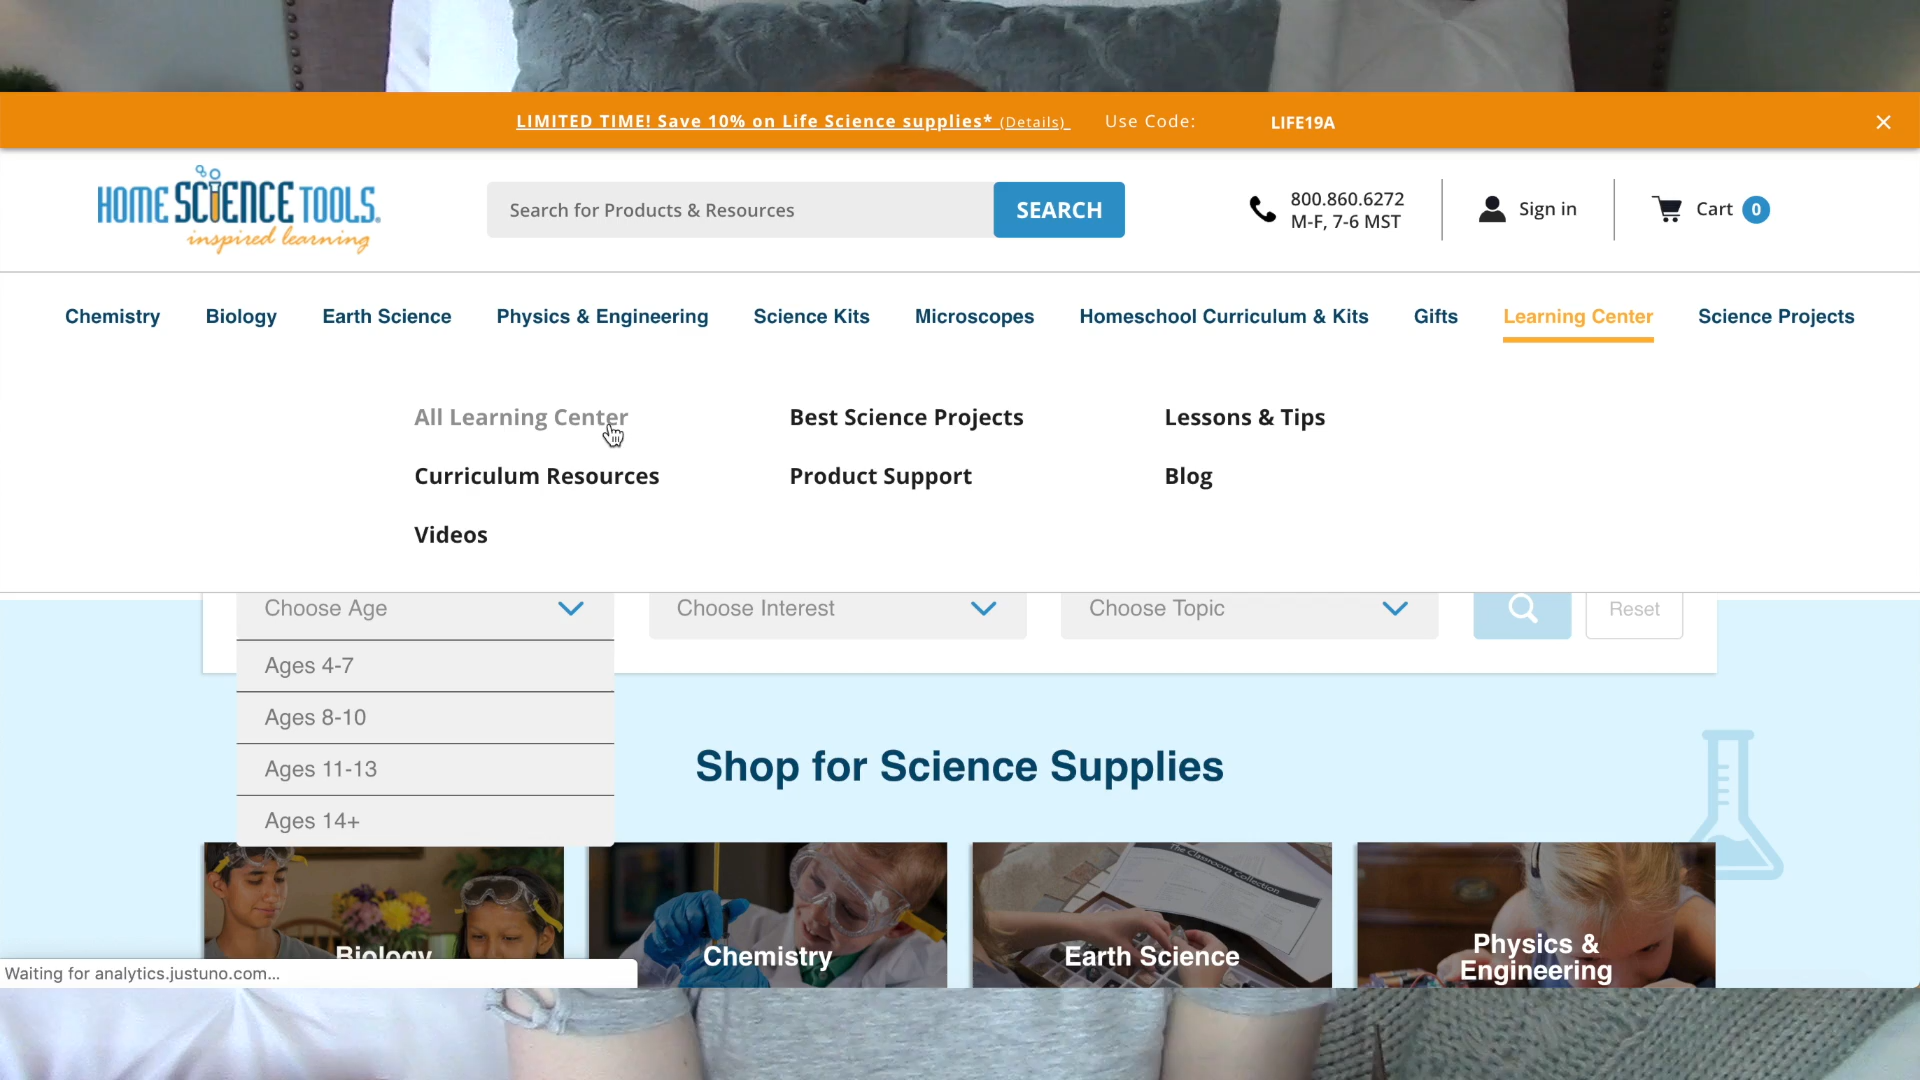 LIMITED TIME! Save 10% on Life Science supplies* (Details) Use Code: LIFE19A
HOME SCIENCE TOOLS.
inspired learning
Search for Products & Resources
SEARCH
800.860.6272
M-F, 7-6 MST
Sign in
Cart 0
Chemistry Biology Earth Science Physics & Engineering Science Kits Microscopes Homeschool Curriculum & Kits Gifts Learning Center Science Projects
All Learning Center Best Science Projects Lessons & Tips
Curriculum Resources Product Support Blog
Videos
Choose Age Choose Interest Choose Topic Reset
Ages 4-7
Ages 8-10
Ages 11-13
Ages 14+
Shop for Science Supplies
The Classroom Collection
Biology Chemistry Earth Science Physics &
Engineering
Waiting for analytics.justuno.com...